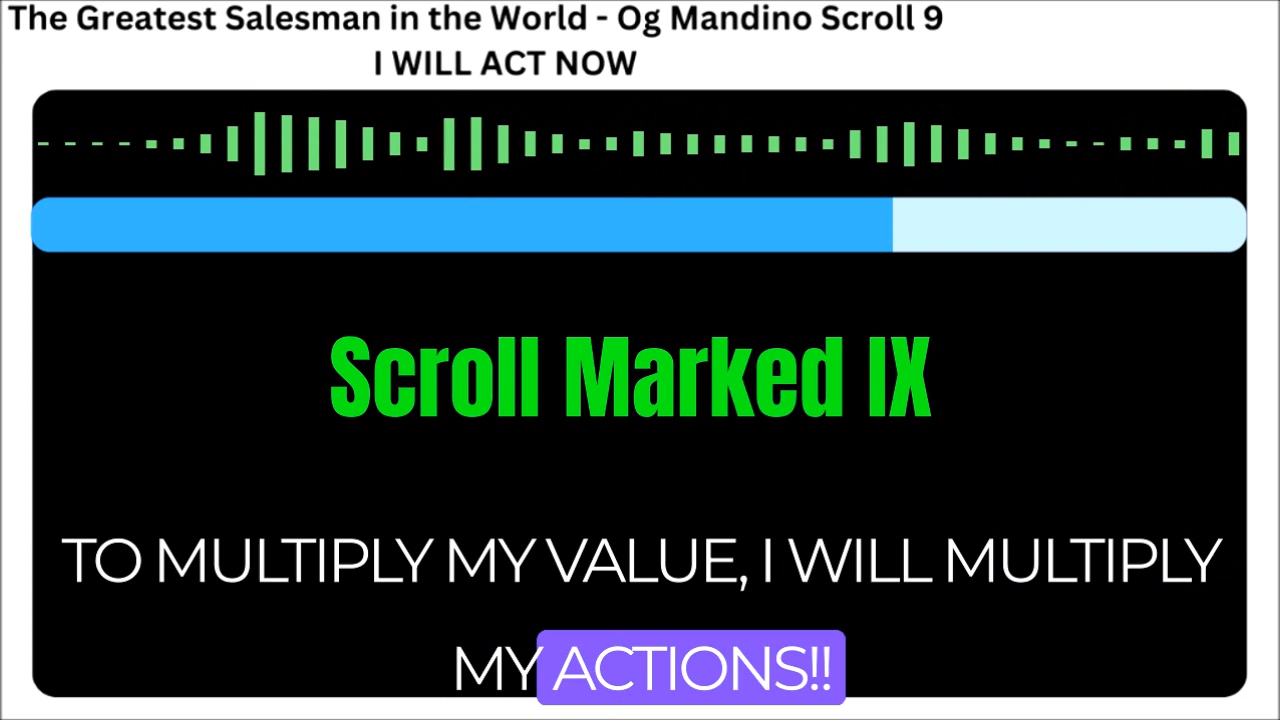 The Greatest Salesman in the World - Og Mandino Scroll 9
I WILL ACT NOW
Scroll Marked IX
TO MULTIPLY MY VALUE, I WILL MULTIPLY
MY ACTIONS!!